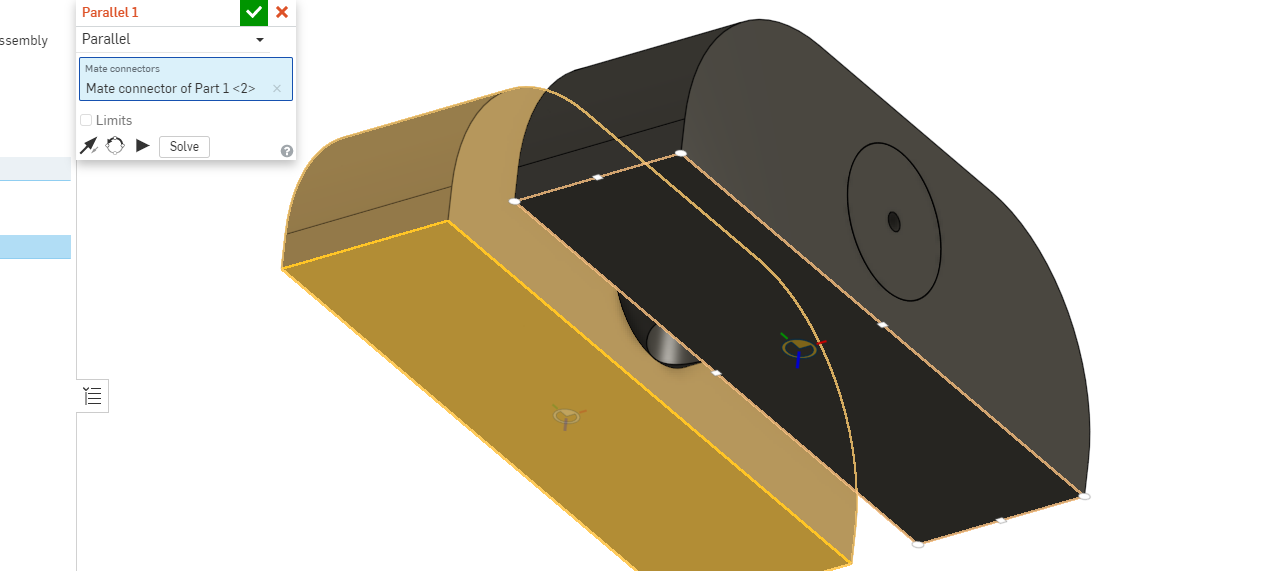 Parallel 1
ssembly
Parallel
Mate connectors
Mate connector of Part 1 <2>
Limits
Solve